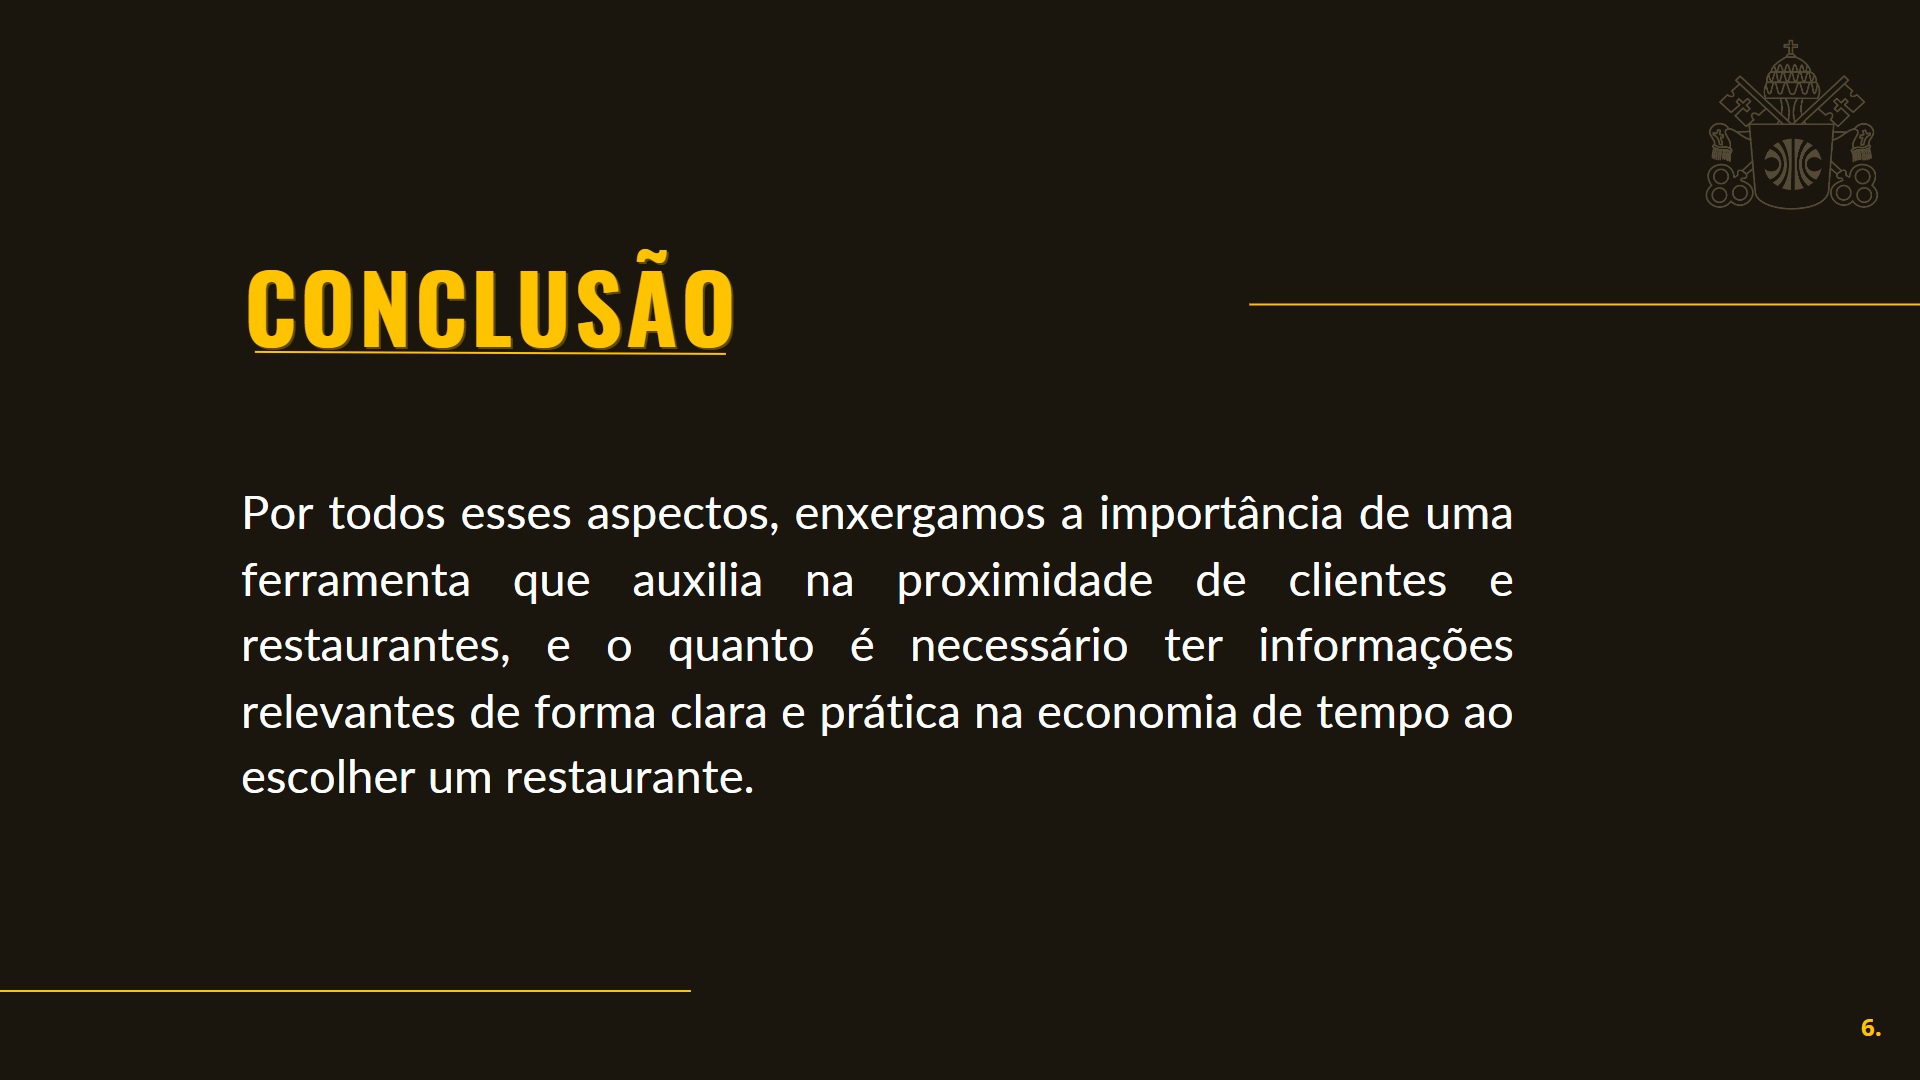 CONCLUSÃO
Por todos esses aspectos, enxergamos a importância de uma
ferramenta que auxilia na proximidade de clientes e
restaurantes, e o quanto é necessário ter informações
relevantes de forma clara e prática na economia de tempo ao
escolher um restaurante.
6.